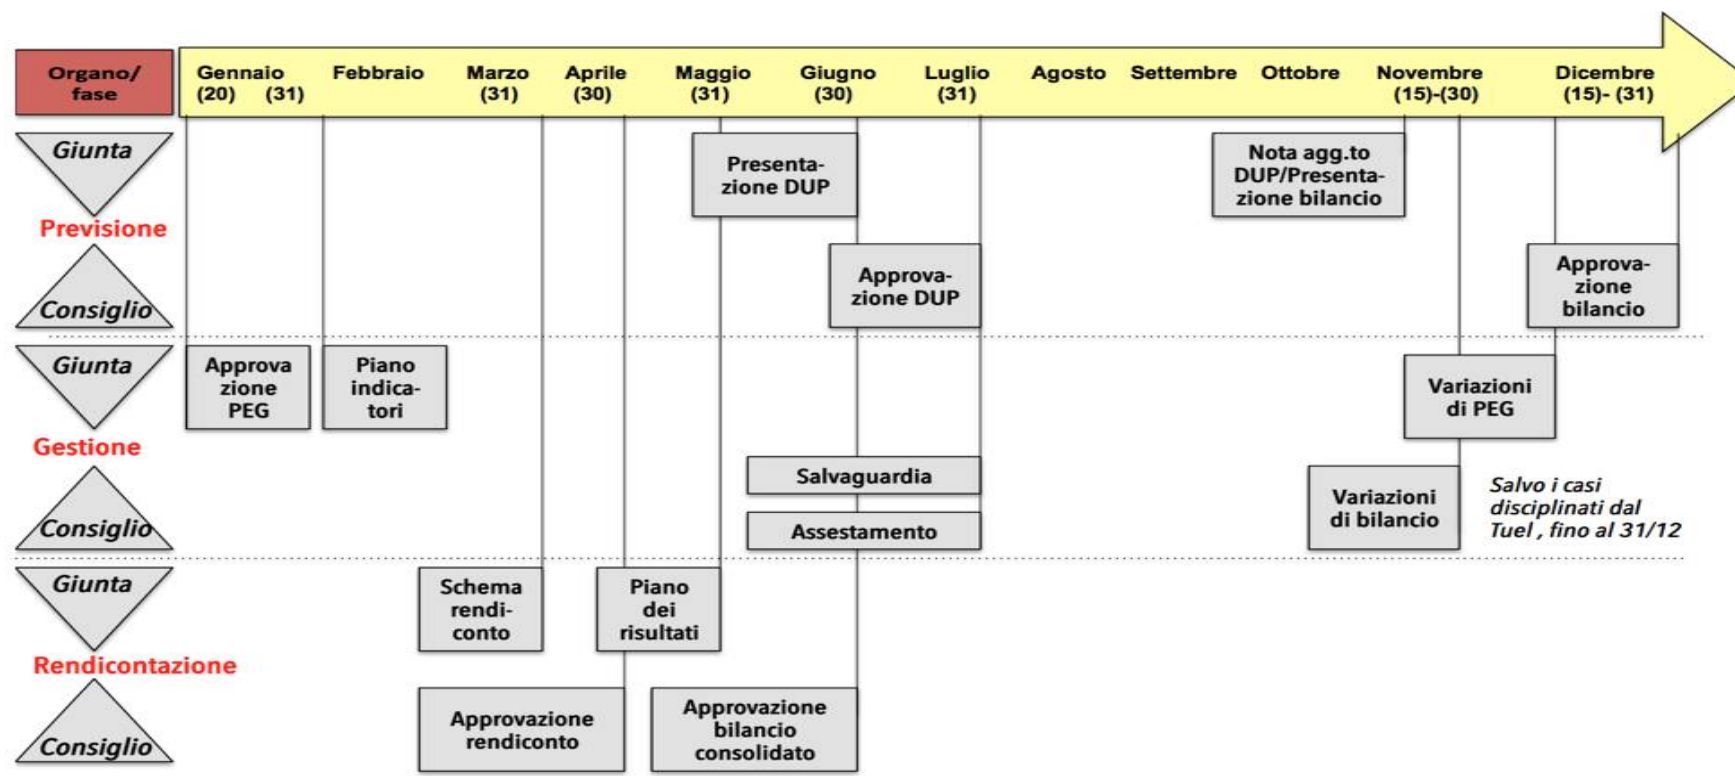 Organo/
fase
Gennaio
(20) (31)
Febbraio
Marzo
(31)
Aprile
(30)
Maggio
(31)
Giugno
(30)
Luglio
(31)
Agosto
Settembre
Ottobre
Novembre
(15)-(30)
Dicembre
(15)- (31)
Giunta
Previsione
Consiglio
Presenta-
zione DUP
Nota agg.to
DUP/Presenta-
zione bilancio
Approva-
zione DUP
Approva-
zione
bilancio
Giunta
Gestione
Consiglio
Approva
zione
PEG
Piano
indica-
tori
Variazioni
di PEG
Salvaguardia
Assestamento
Variazioni
di bilancio
Salvo i casi
disciplinati dal
Tuel , fino al 31/12
Giunta
Rendicontazione
Consiglio
Schema
rendi-
conto
Piano
dei
risultati
Approvazione
rendiconto
Approvazione
bilancio
consolidato